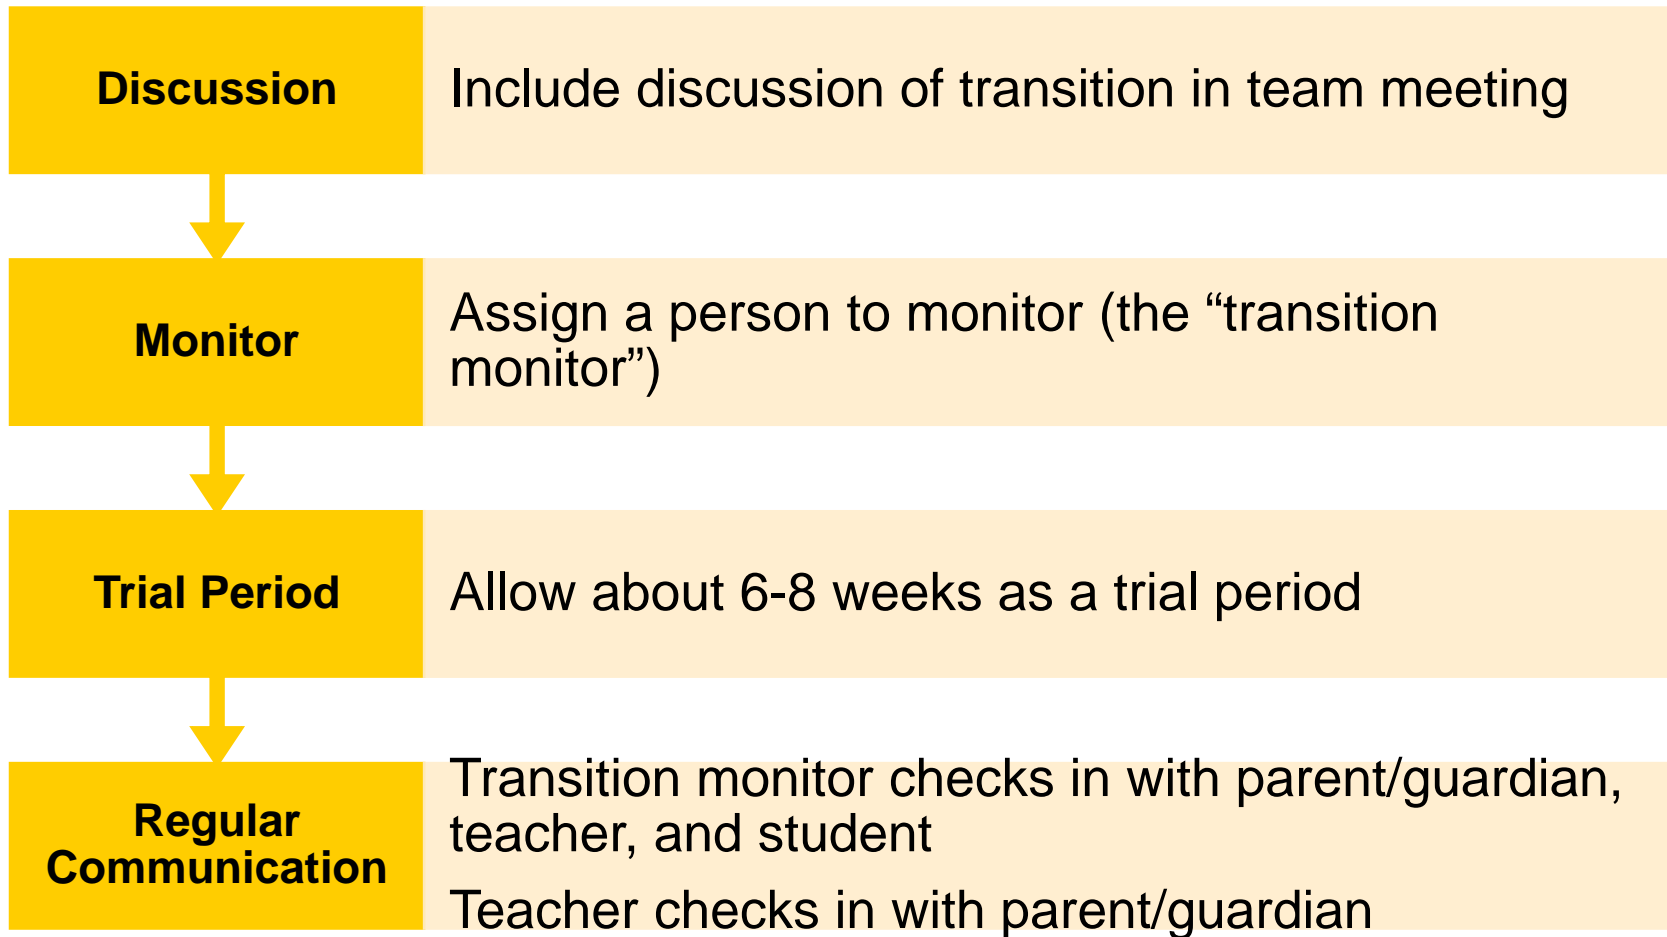 Discussion
Include discussion of transition in team meeting
Monitor
Assign a person to monitor (the “transition
monitor”)
Trial Period
Allow about 6-8 weeks as a trial period
Regular
Communication
Transition monitor checks in with parent/guardian,
teacher, and student
Teacher checks in with parent/guardian